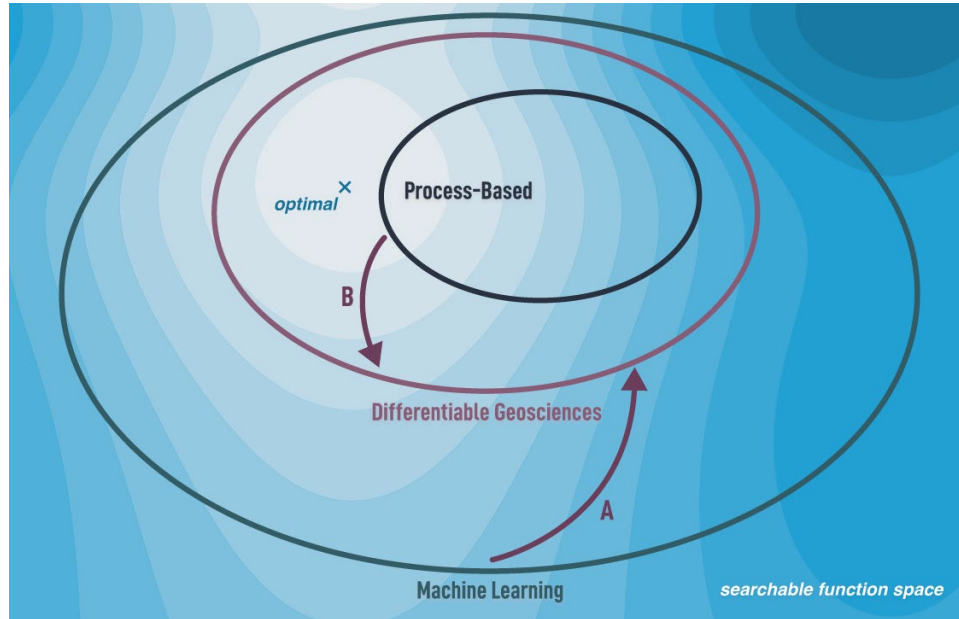 optimal
×
Process-Based
B
Differentiable Geosciences
A
Machine Learning
searchable function space